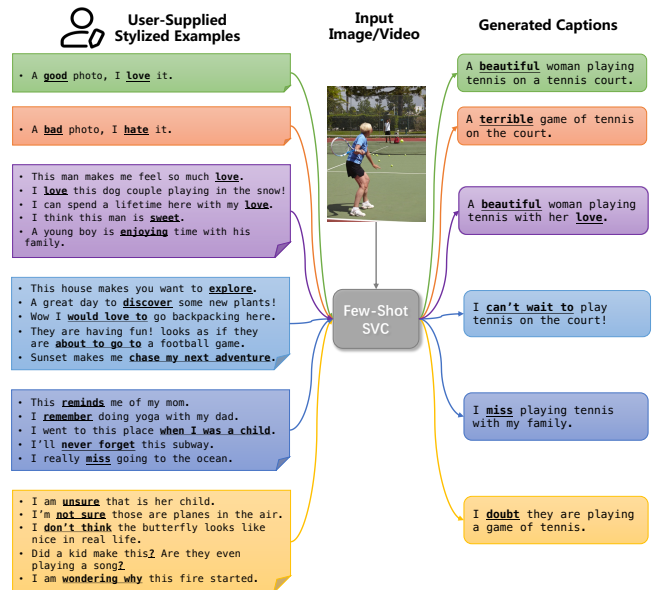 User-Supplied
Stylized Examples
Input
Image/Video
Generated Captions
• A good photo, I love it.
• A bad photo, I hate it.
• This man makes me feel so much love.
• I love this dog couple playing in the snow!
• I can spend a lifetime here with my love.
• I think this man is sweet.
• A young boy is enjoying time with his
family.
• This house makes you want to explore.
• A great day to discover some new plants!
• Wow I would love to go backpacking here.
• They are having fun! looks as if they
are about to go to a football game.
• Sunset makes me chase my next adventure.
• This reminds me of my mom.
• I remember doing yoga with my dad.
• I went to this place when I was a child.
• I'll never forget this subway.
• I really miss going to the ocean.
• I am unsure that is her child.
• I'm not sure those are planes in the air.
• I don't think the butterfly looks like
nice in real life.
• Did a kid make this? Are they even
playing a song?
• I am wondering why this fire started.
Few-Shot
SVC
A beautiful woman playing
tennis on a tennis court.
A terrible game of tennis
on the court.
A beautiful woman playing
tennis with her love.
I can't wait to play
tennis on the court!
I miss playing tennis
with my family.
I doubt they are playing
a game of tennis.